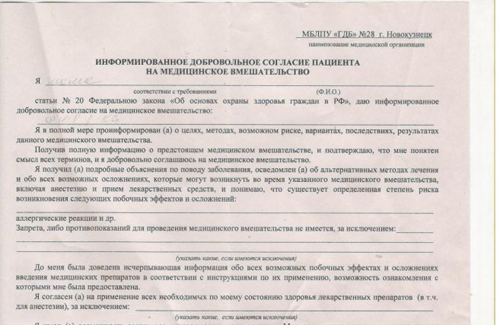 МБЛПУ «ГДБ» №28 г. Новокузнецк
наименование медицинской организации
ИНФОРМИРОВАННОЕ ДОБРОВОЛЬНОЕ СОГЛАСИЕ ПАЦИЕНТА
НА МЕДИЦИНСКОЕ ВМЕШАТЕЛЬСТВО
Я
соответствии с требованиями (Ф.И.О.)
статьи № 20 Федеральною закона «Об основах охраны здоровья граждан в РФ», даю информированное
добровольное согласие на медицинское вмешательство:
Я в полной мере проинформирован (а) о целях, методах, возможном риске, вариантах, последствиях, результатах
данного медицинского вмешательства.
Получив полную информацию о предстоящем медицинском вмешательстве, и подтверждаю, что мне понятен
смысл всех терминов, и я добровольно соглашаюсь на медицинское вмешательство.
Я получил (а) подробные объяснения по поводу заболевания, осведомлен (а) об альтернативных методах лечения
и обо всех возможных осложнениях, которые могут возникнуть во время указанного медицинского вмешательства,
включая анестезию и прием лекарственных средств, и понимаю, что существует определенная степень риска
возникновения следующих побочных эффектов и осложнений:
аллергические реакции и др.
Запрета, либо противопоказаний для проведения медицинского вмешательства не имеется, за исключением:
(указать какие, если имеются исключения)
До меня была доведена исчерпывающая информация обо всех возможных побочных эффектах и осложнениях
введения медицинских препаратов в соответствии с инструкциями по их применению, возможность ознакомления с
которыми мне была предоставлена.
Я согласен (а) на применение всех необходимых по моему состоянию здоровья лекарственных препаратов (в т.ч.
для анестезии), за исключением:
(указать какие, если имеются исключения)